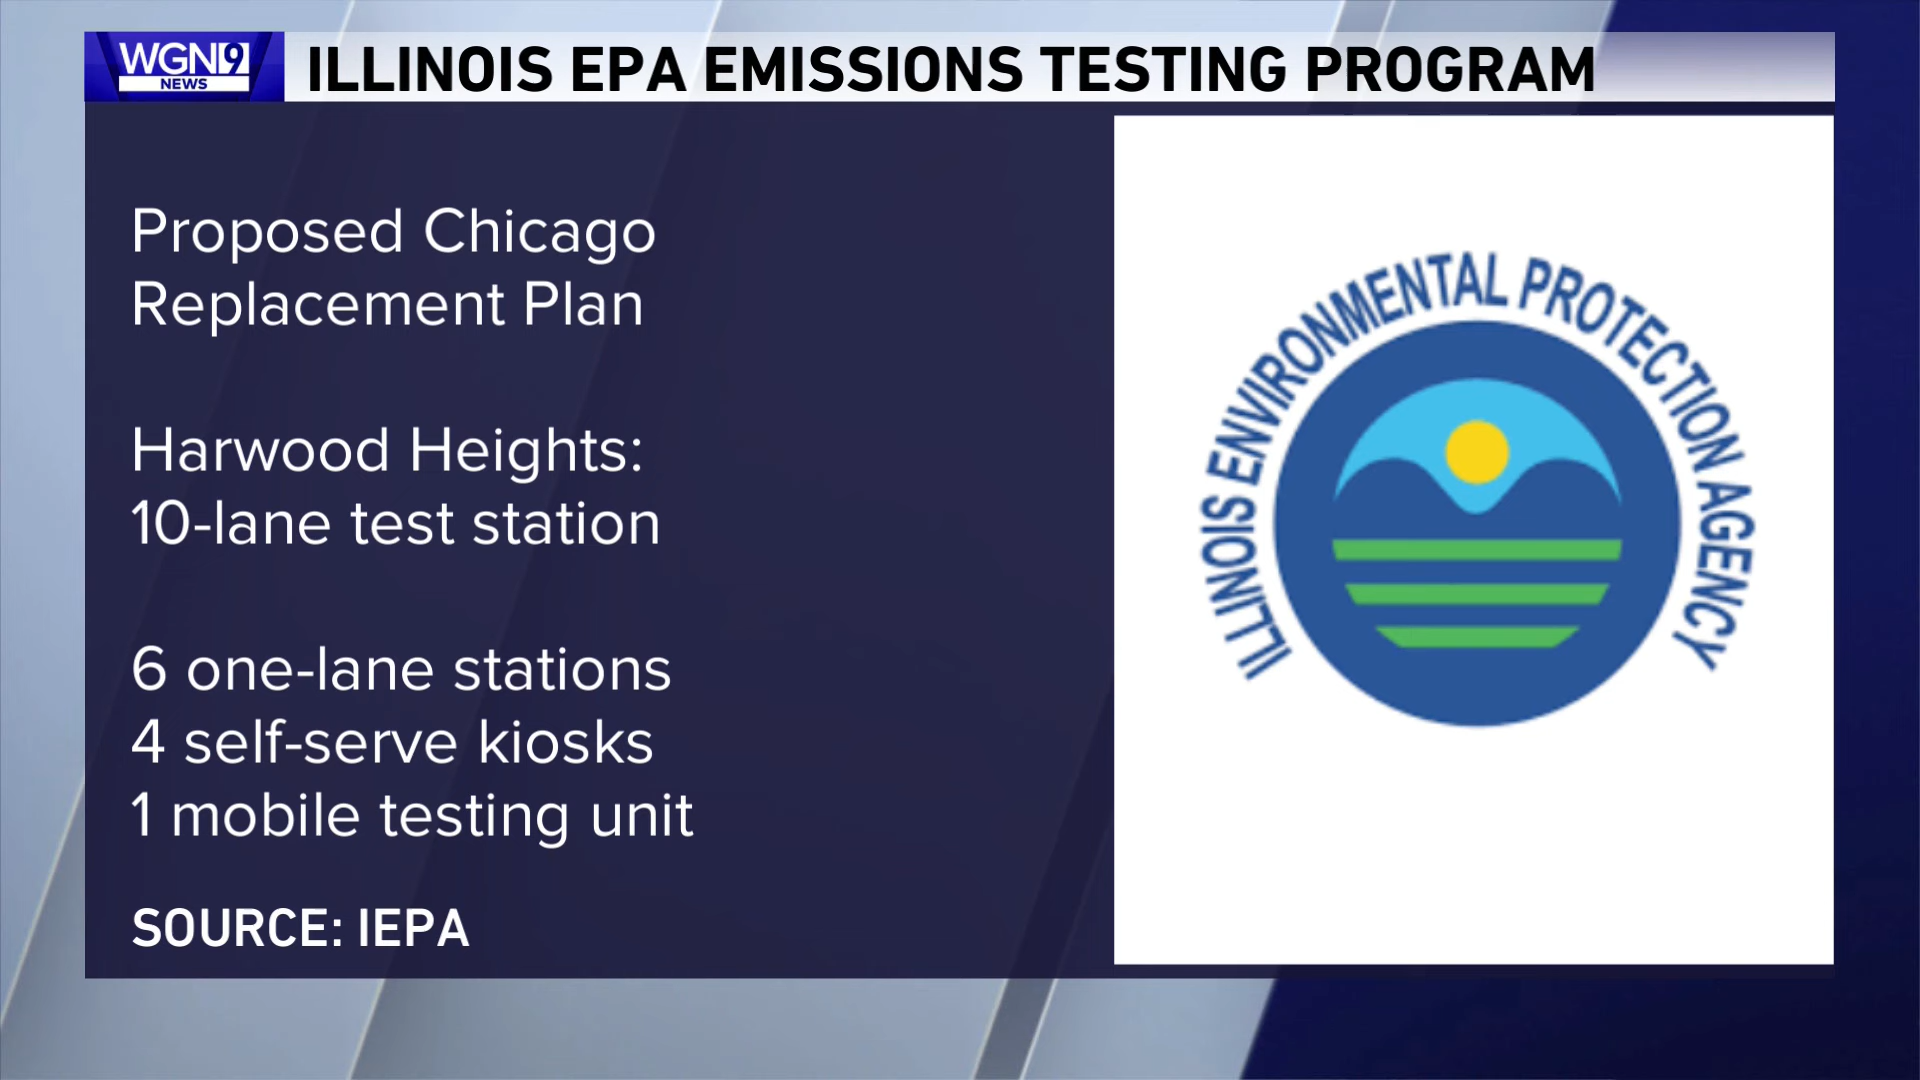 WGN9
NEWS
ILLINOIS EPA EMISSIONS TESTING PROGRAM
Proposed Chicago
Replacement Plan
Harwood Heights:
10-lane test station
6 one-lane stations
4 self-serve kiosks
1 mobile testing unit
SOURCE: IEPA
ILLINOIS ENVIRONMENTAL PROTECTION AGENCY